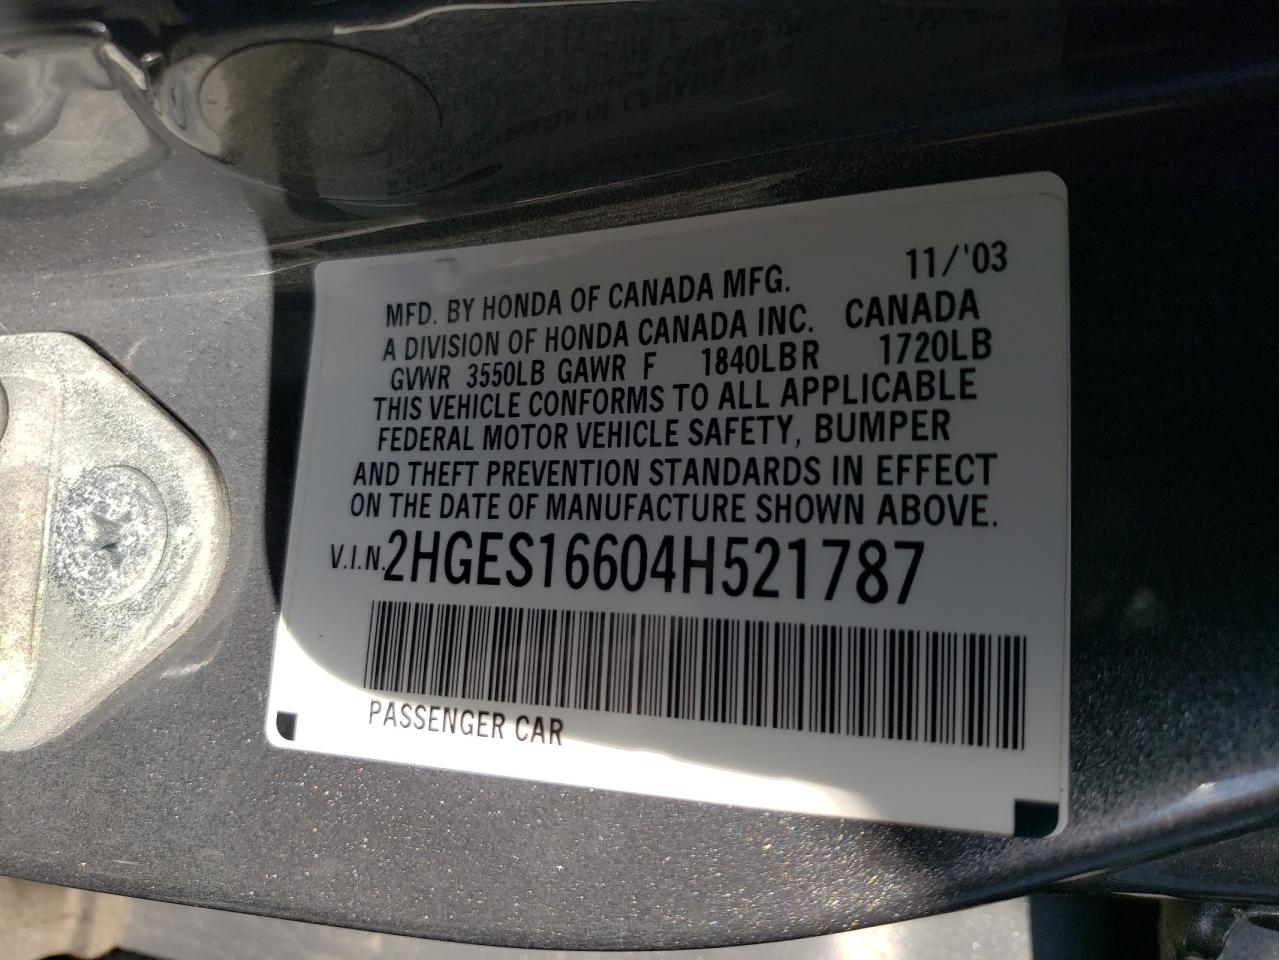 11/'03
MFD. BY HONDA OF CANADA MFG.
A DIVISION OF HONDA CANADA INC. CANADA
GVWR 3550LB GAWR F 1840LBR 1720LB
THIS VEHICLE CONFORMS TO ALL APPLICABLE
FEDERAL MOTOR VEHICLE SAFETY, BUMPER
AND THEFT PREVENTION STANDARDS IN EFFECT
ON THE DATE OF MANUFACTURE SHOWN ABOVE.
V.I.N. 2HGES16604H521787
PASSENGER CAR